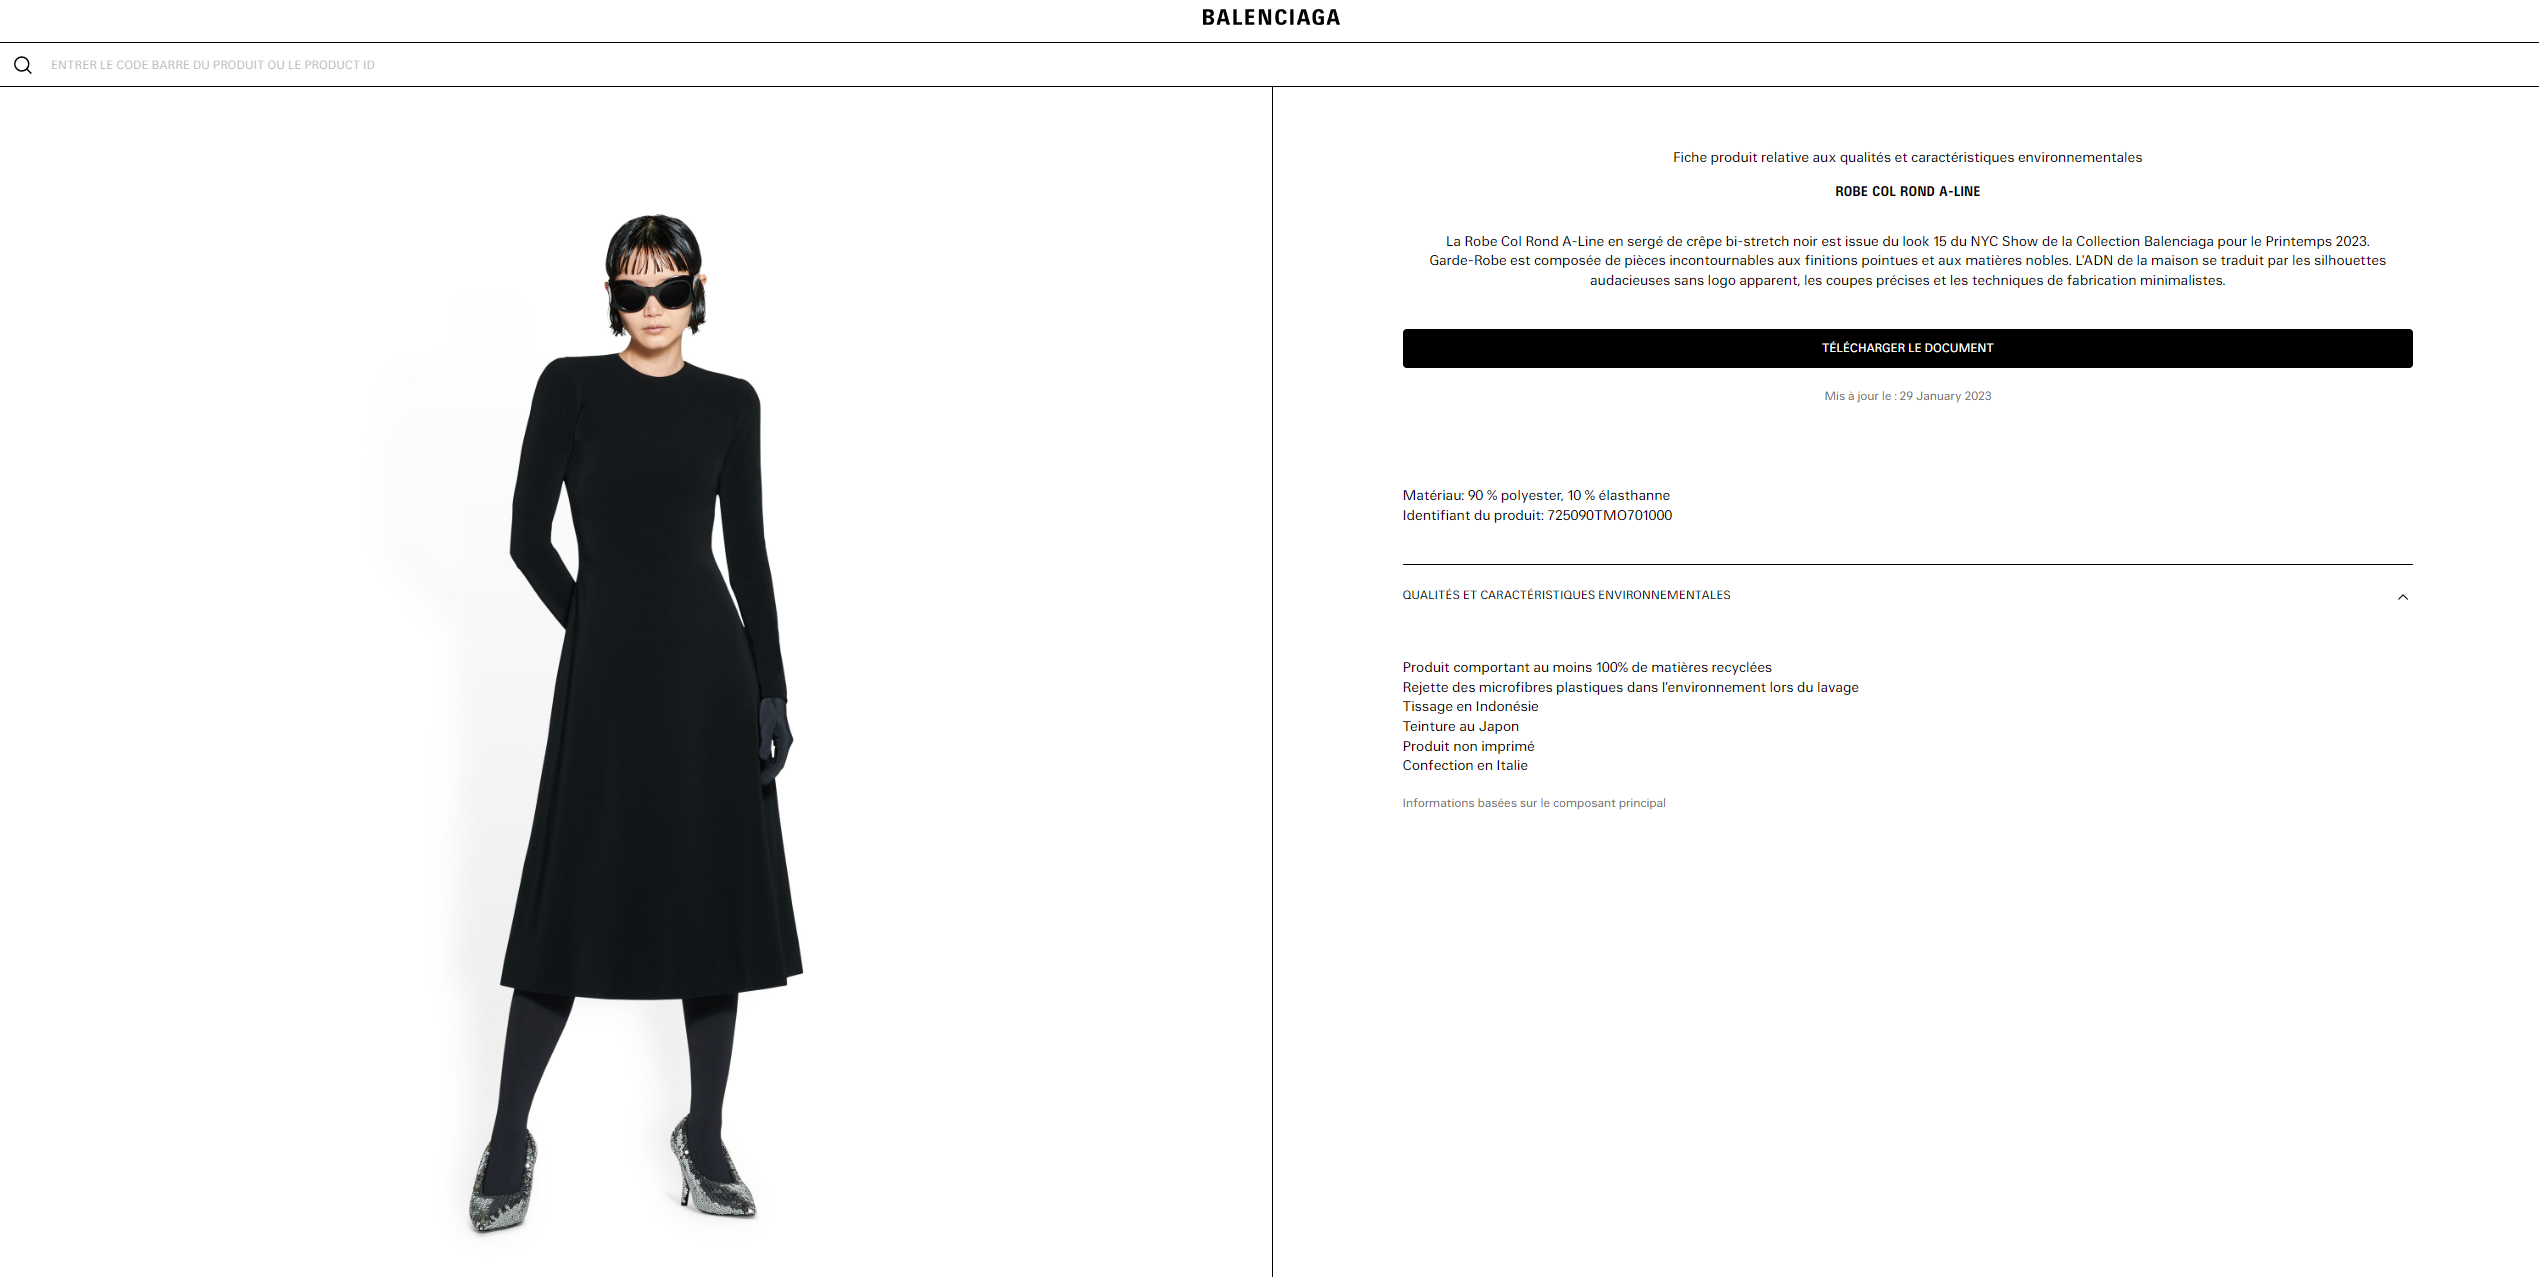 BALENCIAGA
ENTRER LE CODE BARRE DU PRODUIT OU LE PRODUCT ID
Fiche produit relative aux qualités et caractéristiques environnementales
ROBE COL ROND A-LINE
La Robe Col Rond A-Line en sergé de crêpe bi-stretch noir est issue du look 15 du NYC Show de la Collection Balenciaga pour le Printemps 2023.
Garde-Robe est composée de pièces incontournables aux finitions pointues et aux matières nobles. L'ADN de la maison se traduit par les silhouettes
audacieuses sans logo apparent, les coupes précises et les techniques de fabrication minimalistes.
TÉLÉCHARGER LE DOCUMENT
Mis à jour le : 29 January 2023
Matériau: 90 % polyester, 10 % élasthanne
Identifiant du produit: 725090TMO701000
QUALITÉS ET CARACTÉRISTIQUES ENVIRONNEMENTALES
Produit comportant au moins 100% de matières recyclées
Rejette des microfibres plastiques dans l'environnement lors du lavage
Tissage en Indonésie
Teinture au Japon
Produit non imprimé
Confection en Italie
Informations basées sur le composant principal